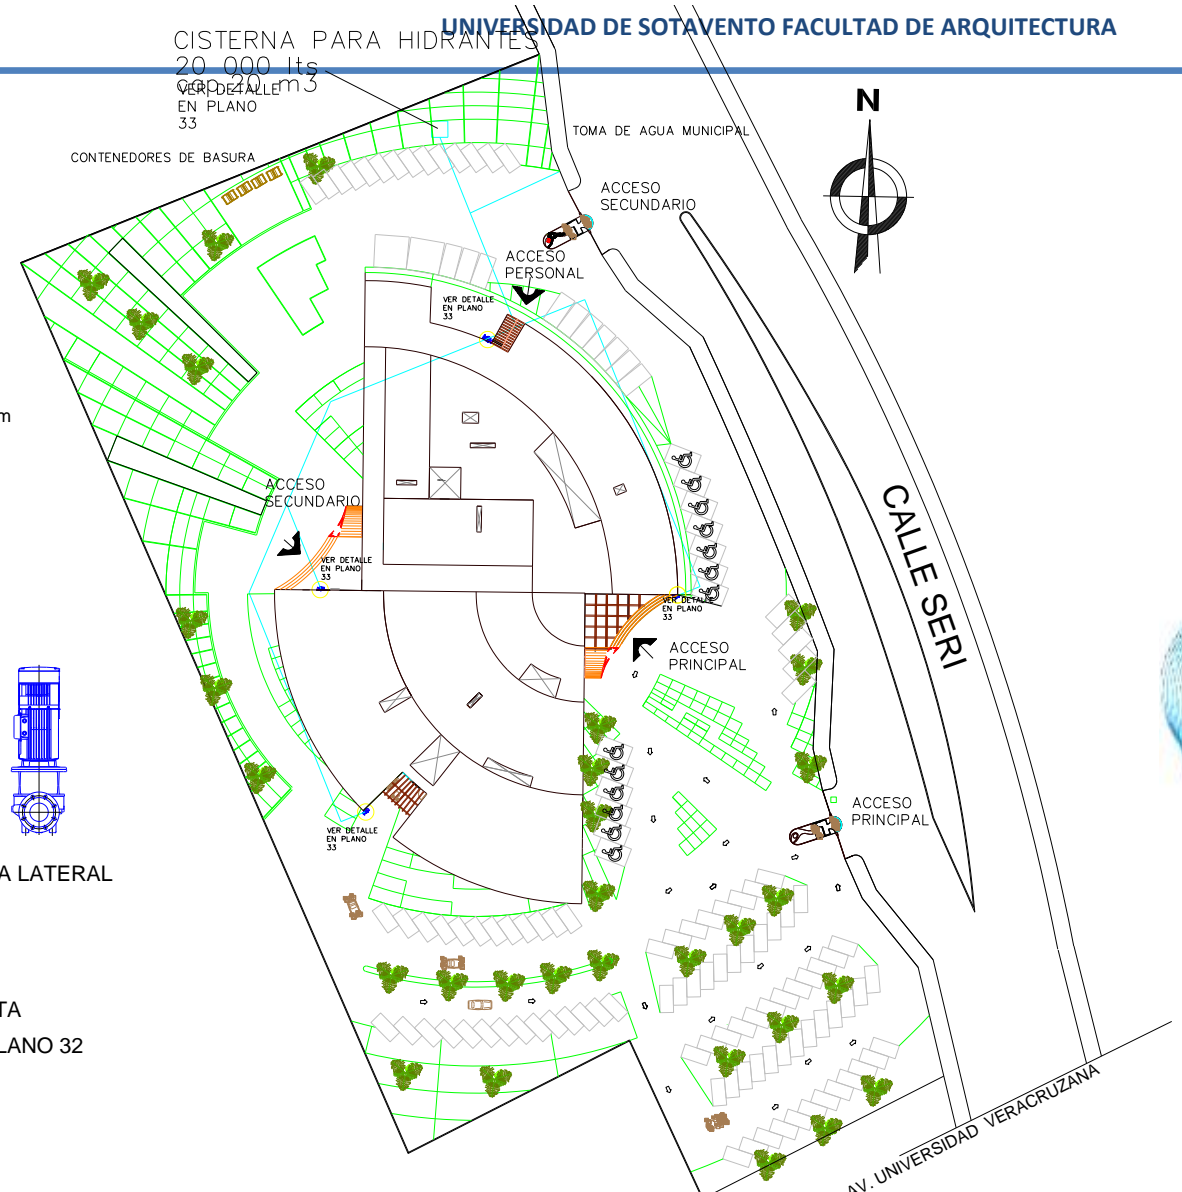 UNIVERSIDAD DE SOTAVENTO FACULTAD DE ARQUITECTURA
CISTERNA PARA HIDRANTES
20 000 lts
cap 20 m3
VER DETALLE
EN PLANO
33
N
TOMA DE AGUA MUNICIPAL
CONTENEDORES DE BASURA
ACCESO
SECUNDARIO
ACCESO
PERSONAL
VER DETALLE
EN PLANO
33
m
ACCESO
SECUNDARIO
CALLE SERI
VER DETALLE
EN PLANO
33
VER DETALLE
EN PLANO
33
ACCESO
PRINCIPAL
ACCESO
PRINCIPAL
VER DETALLE
EN PLANO
33
A LATERAL
TA
LANO 32
AV. UNIVERSIDAD VERACRUZANA